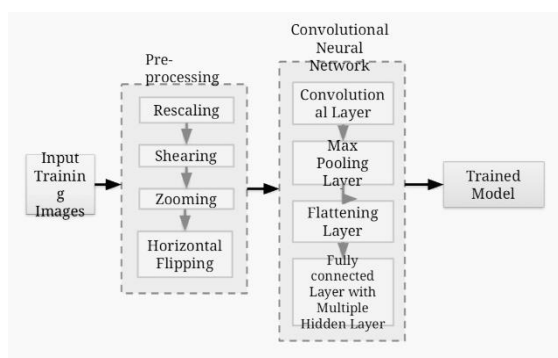 Input
Trainin
g
Images
Pre-
processing
Rescaling
Shearing
Zooming
Horizontal
Flipping
Convolutional
Neural
Network
Convolution
al Layer
Max
Pooling
Layer
Flattening
Layer
Fully
connected
Layer with
Multiple
Hidden Layer
Trained
Model